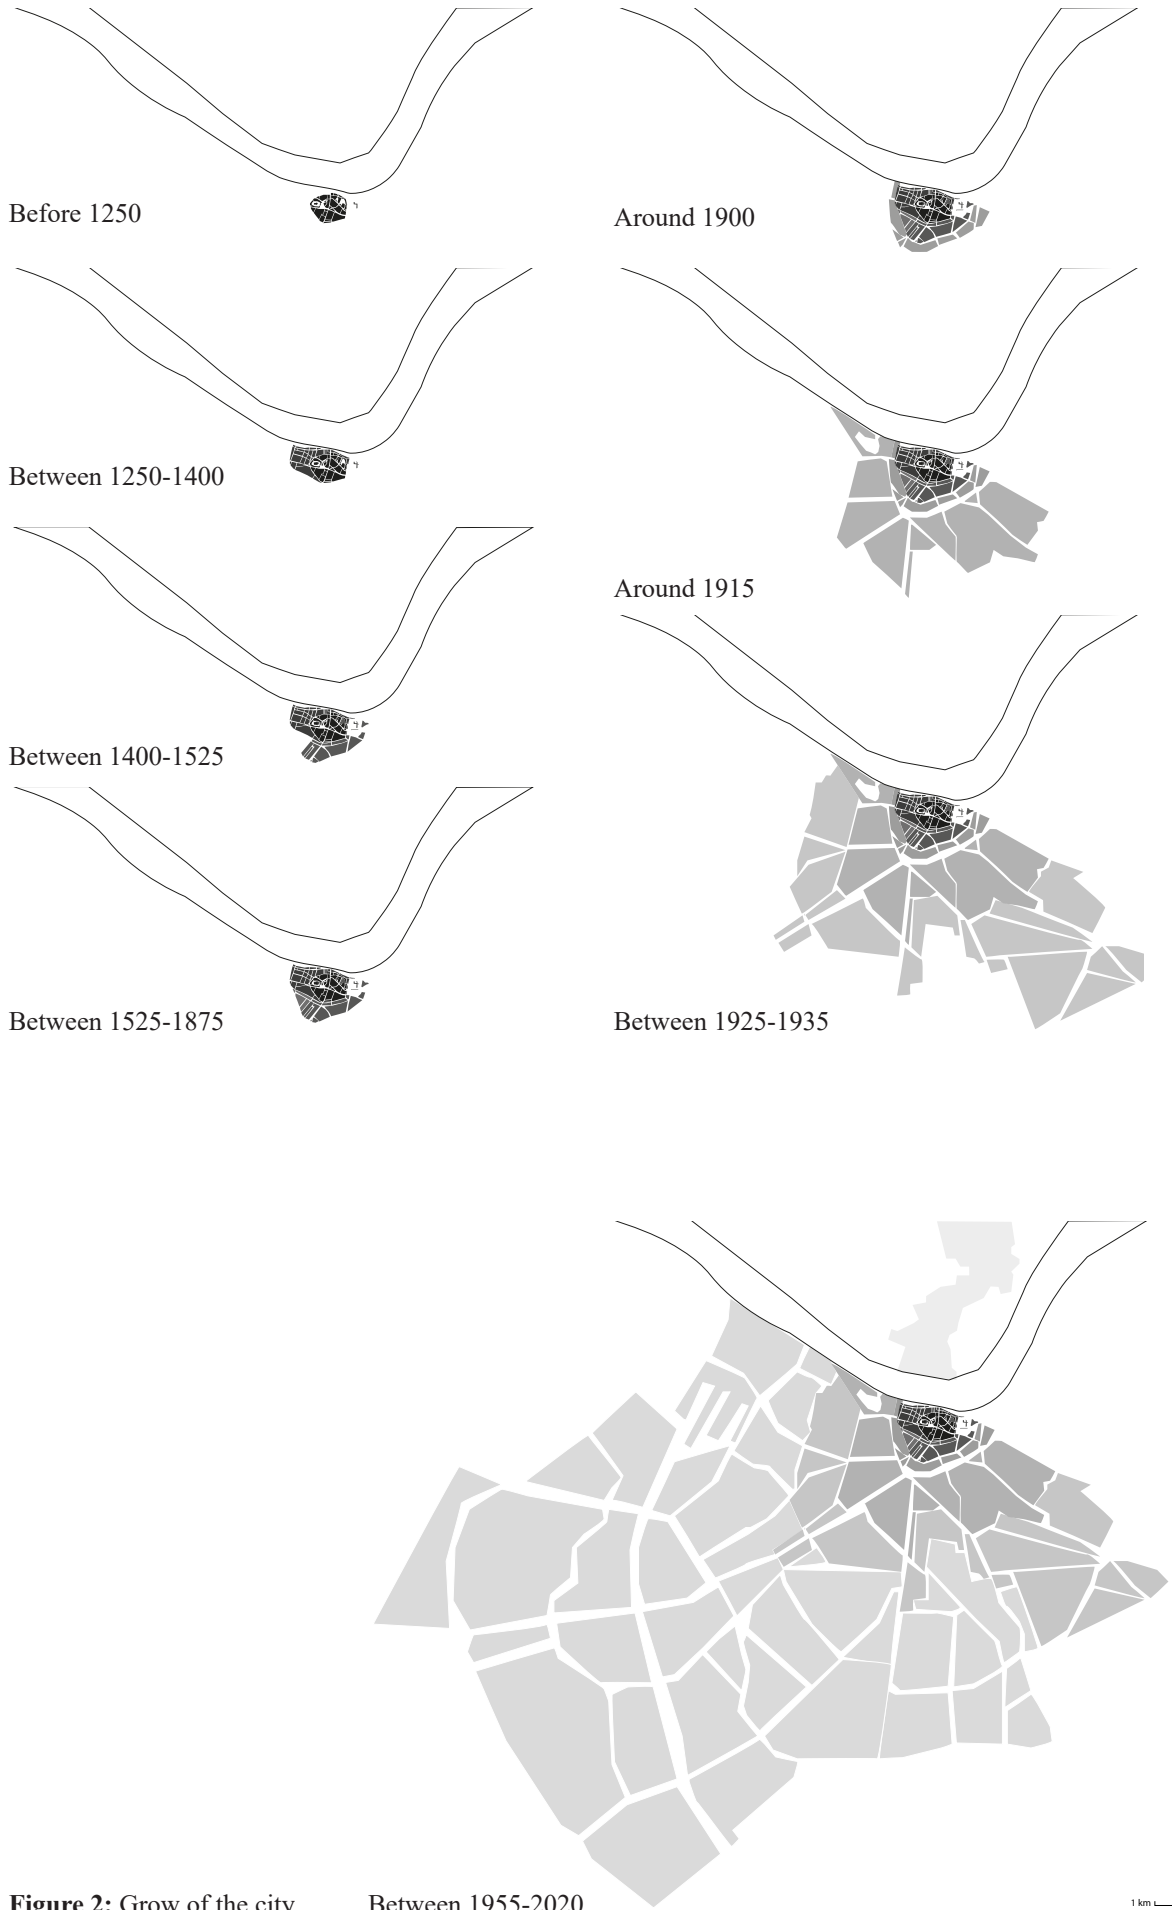 Before 1250
Around 1900
Between 1250-1400
Around 1915
Between 1400-1525
Between 1525-1875
Between 1925-1935
Figure 2: Grow of the city
Between 1955-2020
1 km